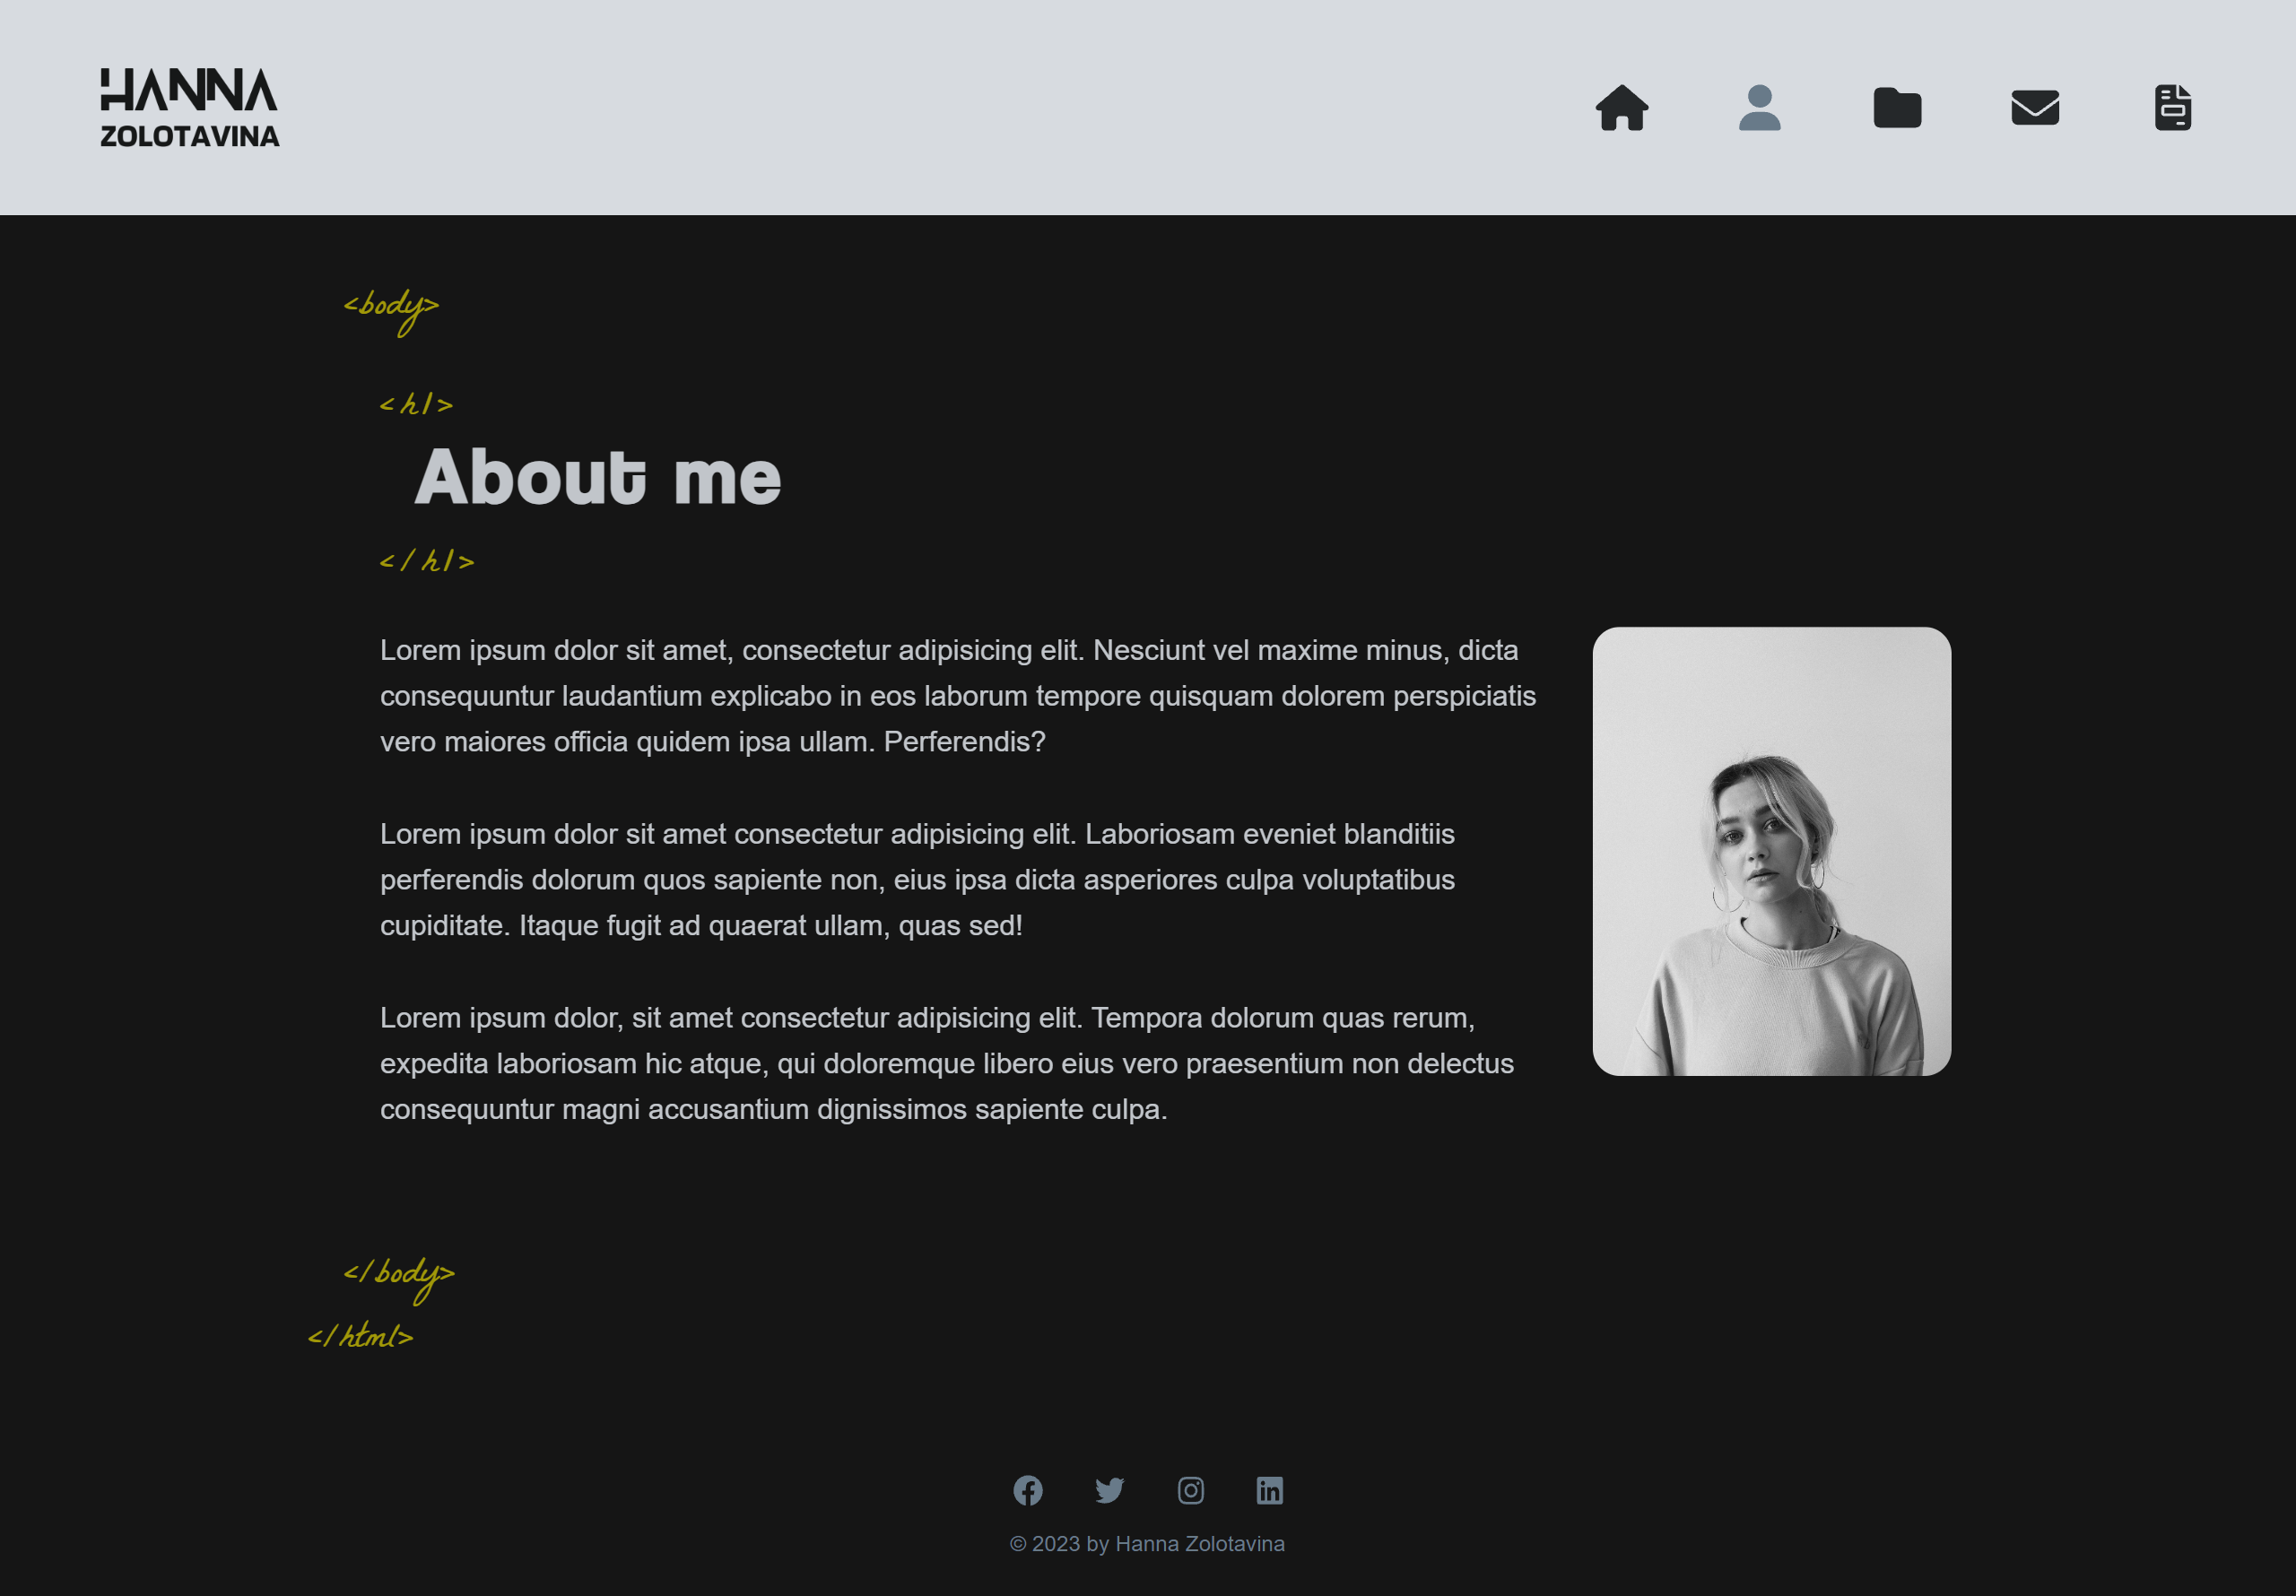 HANNA
ZOLOTAVINA
<body>
<h1>
About me
</h1>
Lorem ipsum dolor sit amet, consectetur adipisicing elit. Nesciunt vel maxime minus, dicta
consequuntur laudantium explicabo in eos laborum tempore quisquam dolorem perspiciatis
vero maiores officia quidem ipsa ullam. Perferendis?
Lorem ipsum dolor sit amet consectetur adipisicing elit. Laboriosam eveniet blanditiis
perferendis dolorum quos sapiente non, eius ipsa dicta asperiores culpa voluptatibus
cupiditate. Itaque fugit ad quaerat ullam, quas sed!
Lorem ipsum dolor, sit amet consectetur adipisicing elit. Tempora dolorum quas rerum,
expedita laboriosam hic atque, qui doloremque libero eius vero praesentium non delectus
consequuntur magni accusantium dignissimos sapiente culpa.
</body>
</html>
© 2023 by Hanna Zolotavina